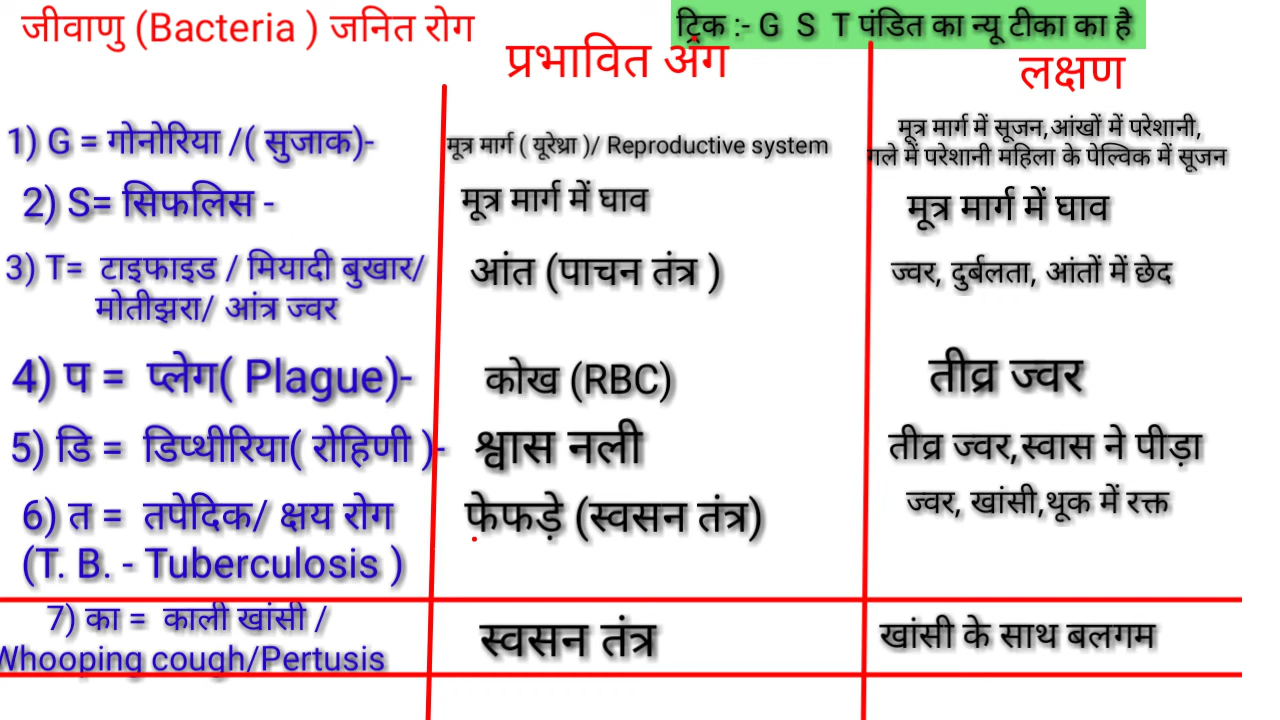 जीवाणु (Bacteria ) जनित रोग
ट्रिक :- G S T पंडित का न्यू टीका का है
प्रभावित अंग
लक्षण
1) G = गोनोरिया /( सुजाक)-
मूत्र मार्ग ( यूरेथ्रा )/ Reproductive system
मूत्र मार्ग में सूजन,आंखों में परेशानी,
गले में परेशानी महिला के पेल्विक में सूजन
2) S= सिफलिस -
मूत्र मार्ग में घाव
मूत्र मार्ग में घाव
3) T= टाइफाइड / मियादी बुखार/
मोतीझरा/ आंत्र ज्वर
आंत (पाचन तंत्र )
ज्वर, दुर्बलता, आंतों में छेद
4) प = प्लेग( Plague)-
कोख (RBC)
तीव्र ज्वर
5) डि = डिप्थीरिया( रोहिणी )-
श्वास नली
तीव्र ज्वर,स्वास ने पीड़ा
6) त = तपेदिक/ क्षय रोग
(T. B. - Tuberculosis )
फेफड़े (स्वसन तंत्र)
ज्वर, खांसी,थूक में रक्त
7) का = काली खांसी /
Whooping cough/Pertusis
स्वसन तंत्र
खांसी के साथ बलगम